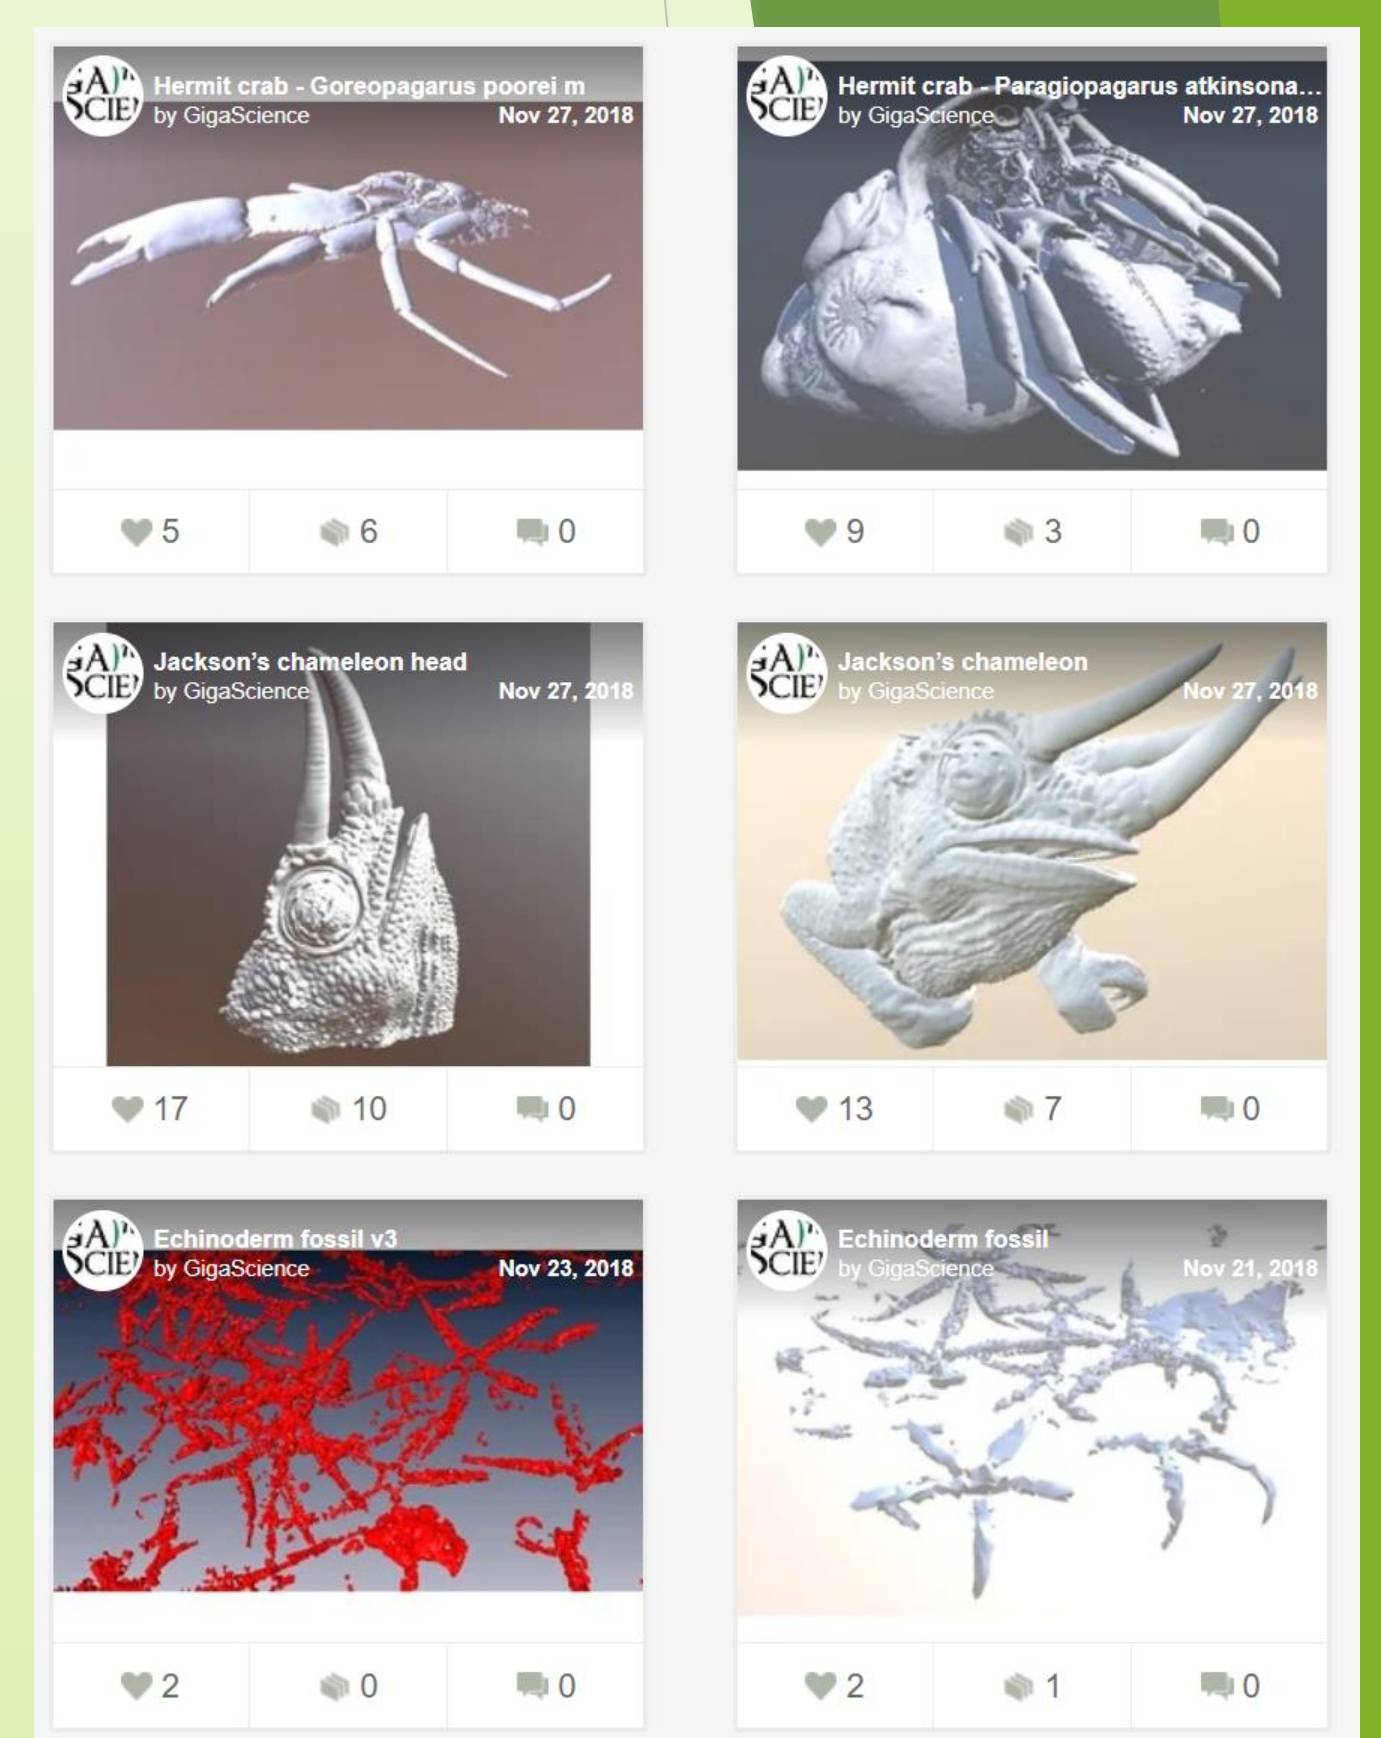 Hermit crab - Goreopagarus poorei m
by GigaScience
Nov 27, 2018
5
6
0
Hermit crab - Paragiopagarus atkinsona...
by GigaScience
Nov 27, 2018
9
3
0
Jackson’s chameleon head
by GigaScience
Nov 27, 2018
17
10
0
Jackson’s chameleon
by GigaScience
Nov 27, 2018
13
7
0
Echinoderm fossil v3
by GigaScience
Nov 23, 2018
2
0
0
Echinoderm fossil
by GigaScience
Nov 21, 2018
2
1
0